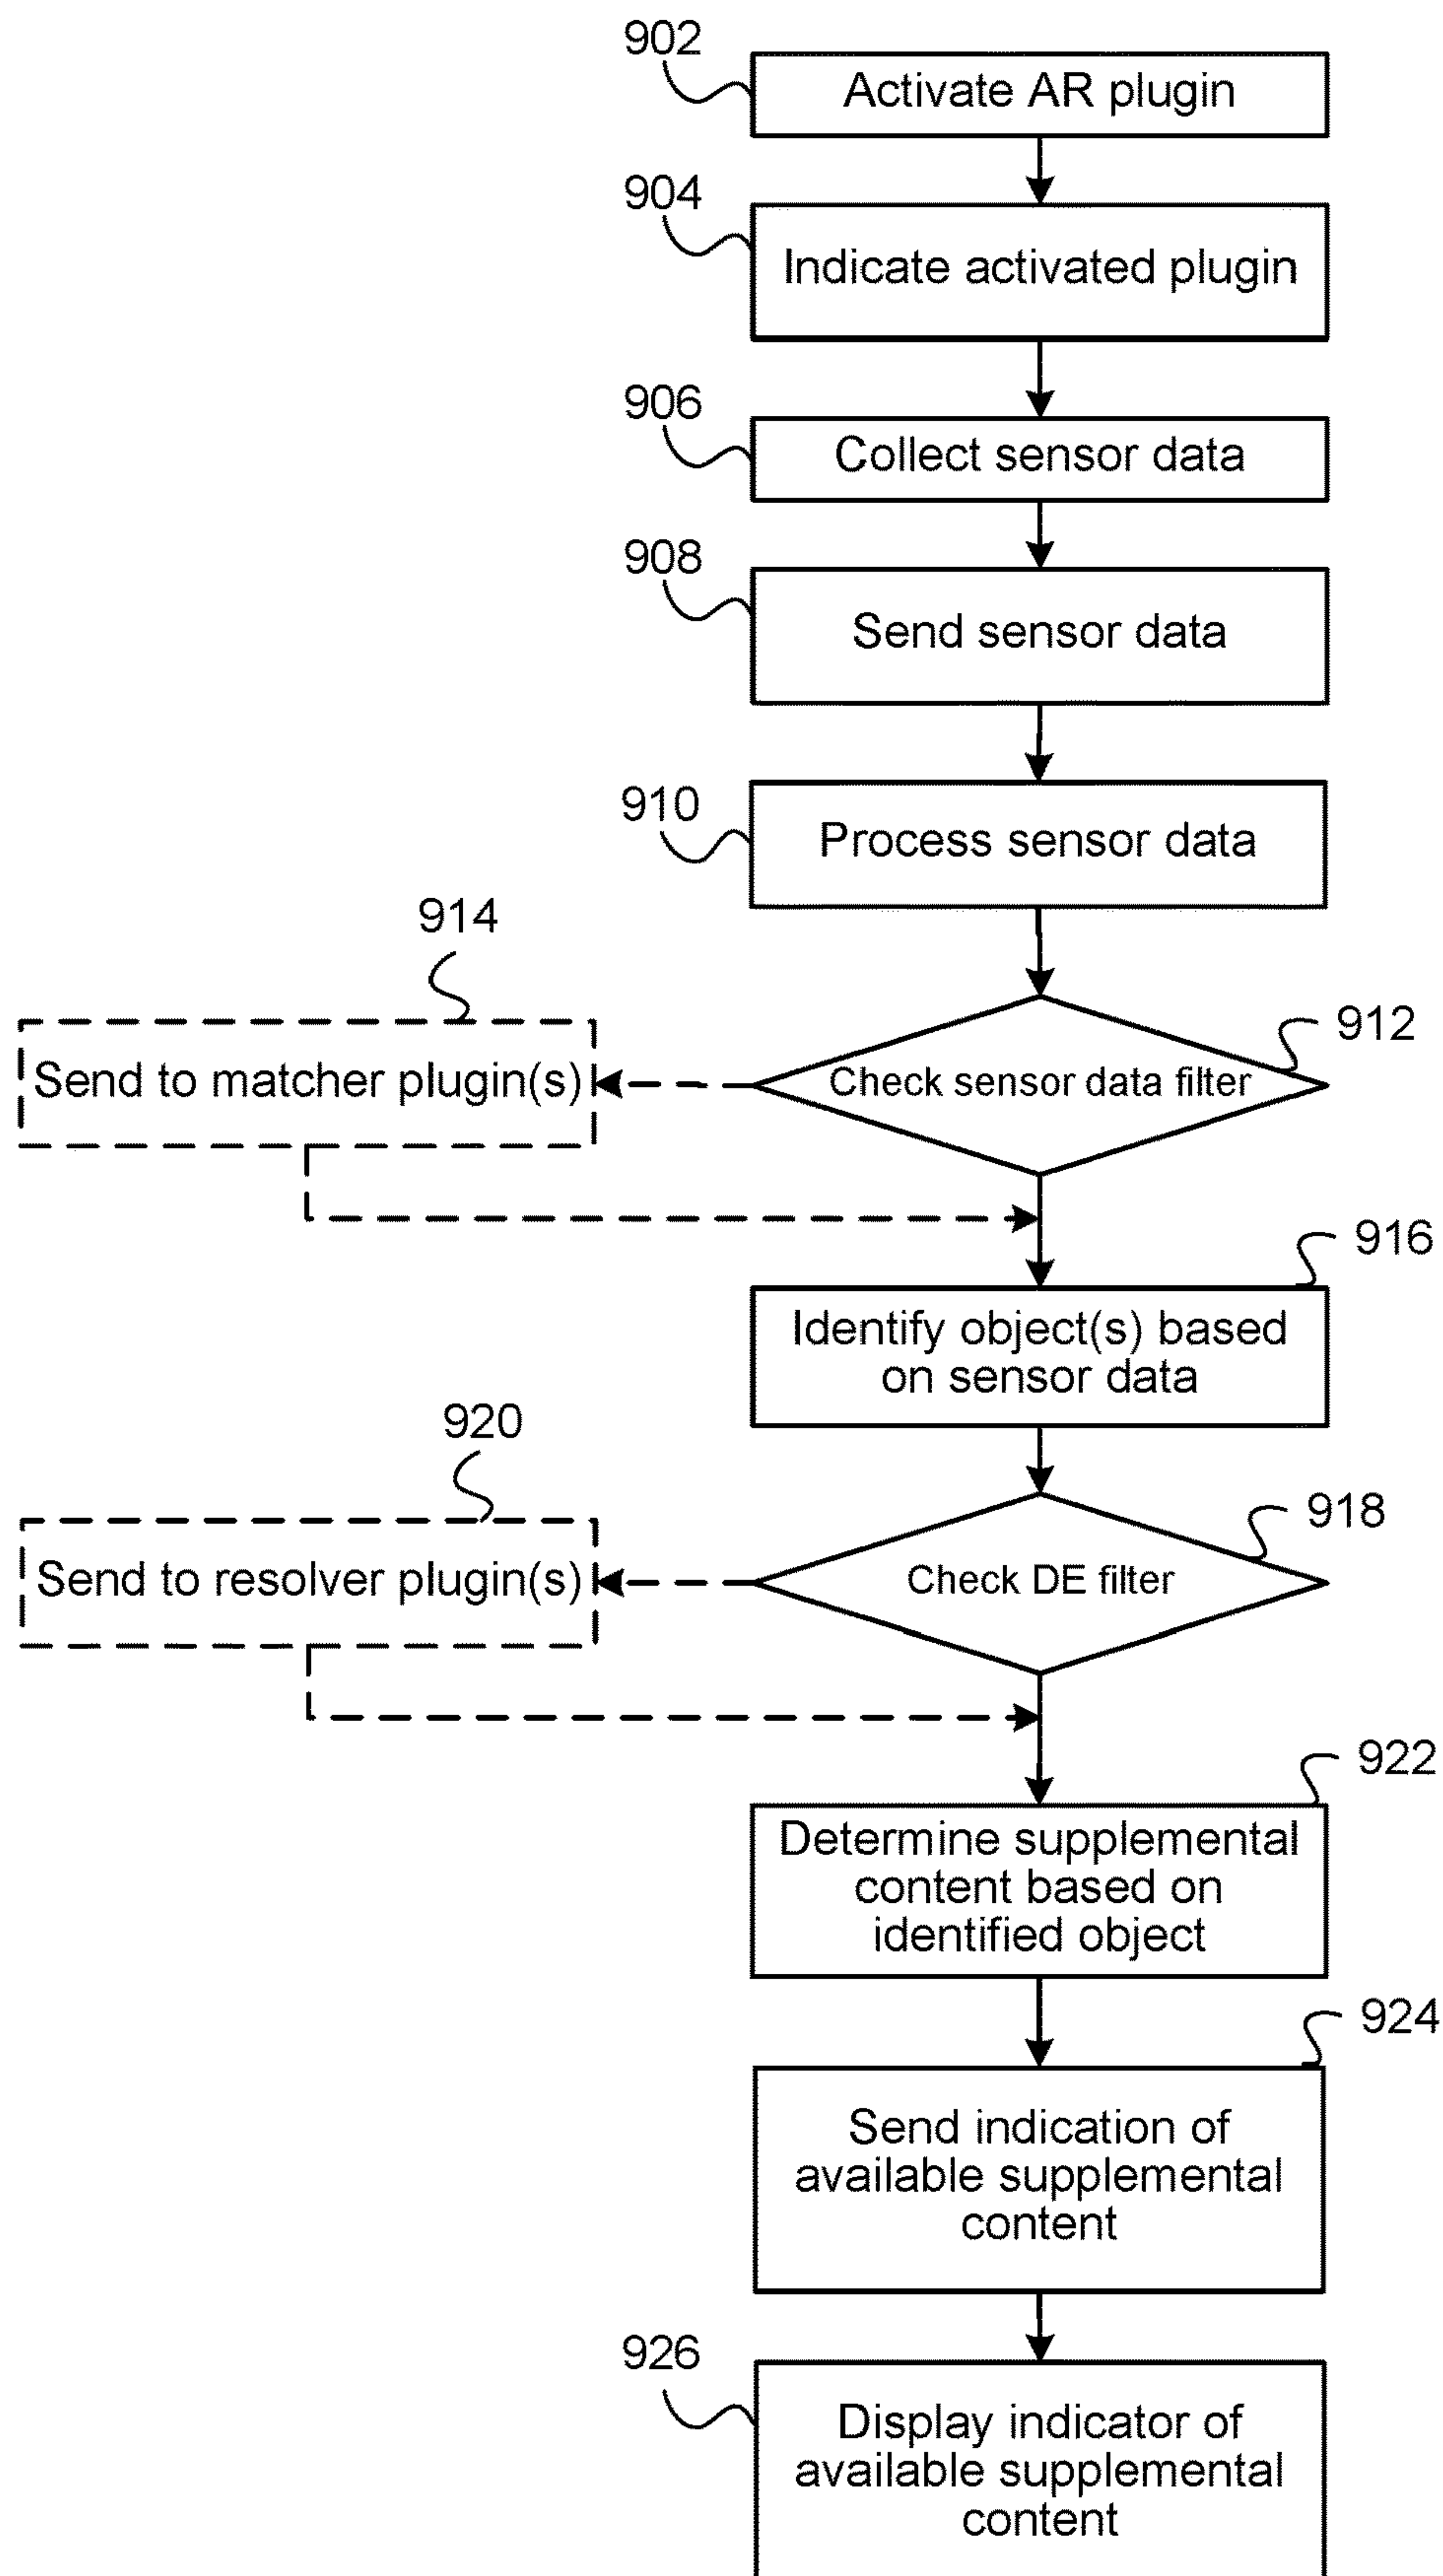 902
Activate AR plugin
904
Indicate activated plugin
906
Collect sensor data
908
Send sensor data
910
Process sensor data
914
912
Send to matcher plugin(s)
Check sensor data filter
916
Identify object(s) based
on sensor data
920
918
Send to resolver plugin(s)
Check DE filter
922
Determine supplemental
content based on
identified object
924
Send indication of
available supplemental
content
926
Display indicator of
available supplemental
content